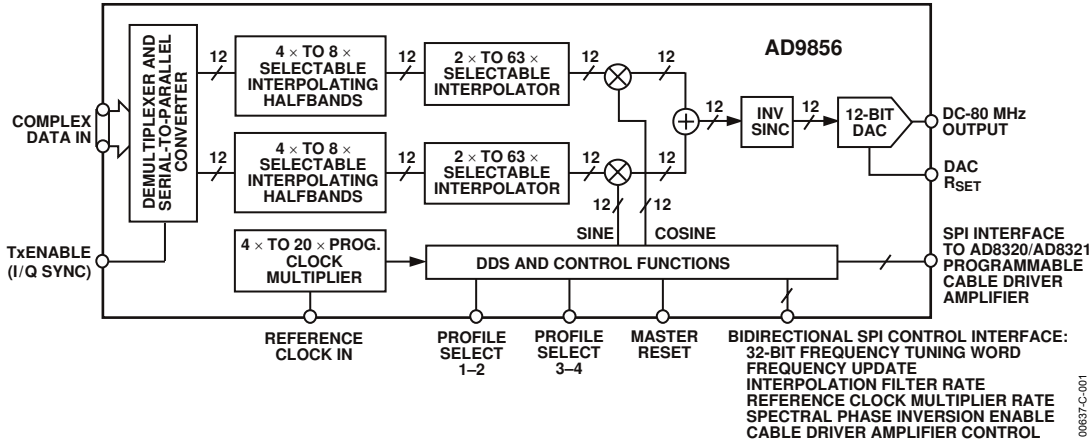 AD9856
COMPLEX
DATA IN
DEMULTIPLEXER AND
SERIAL-TO-PARALLEL
CONVERTER
12
4 × TO 8 ×
SELECTABLE
INTERPOLATING
HALFBANDS
12
2 × TO 63 ×
SELECTABLE
INTERPOLATOR
12
12
12
INV
SINC
12
12-BIT
DAC
DC-80 MHz
OUTPUT
DAC
RSET
12
4 × TO 8 ×
SELECTABLE
INTERPOLATING
HALFBANDS
12
2 × TO 63 ×
SELECTABLE
INTERPOLATOR
12
12
12
12
SINE
COSINE
TxENABLE
(I/Q SYNC)
4 × TO 20 × PROG.
CLOCK
MULTIPLIER
DDS AND CONTROL FUNCTIONS
SPI INTERFACE
TO AD8320/AD8321
PROGRAMMABLE
CABLE DRIVER
AMPLIFIER
REFERENCE
CLOCK IN
PROFILE
SELECT
1–2
PROFILE
SELECT
3–4
MASTER
RESET
BIDIRECTIONAL SPI CONTROL INTERFACE:
32-BIT FREQUENCY TUNING WORD
FREQUENCY UPDATE
INTERPOLATION FILTER RATE
REFERENCE CLOCK MULTIPLIER RATE
SPECTRAL PHASE INVERSION ENABLE
CABLE DRIVER AMPLIFIER CONTROL
00637-C-001